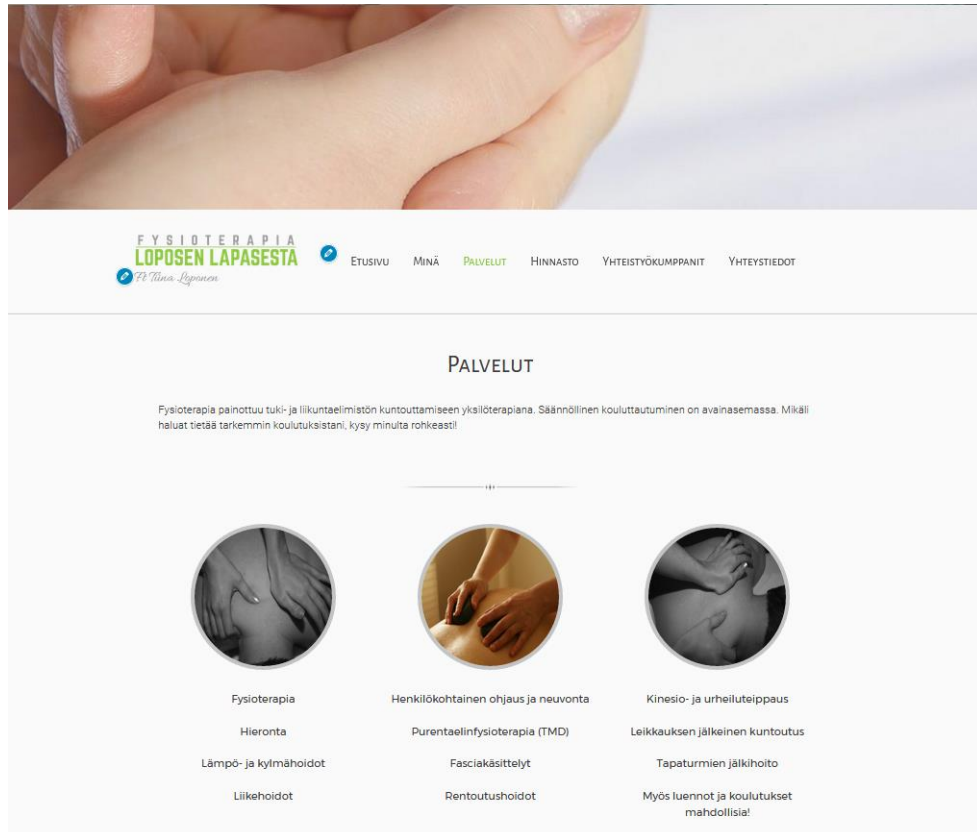 FYSIOTERAPIA
LOPOSEN LAPASESTA
Ft Tiina Loponen
Etusivu Minä Palvelut Hinnasto Yhteistyökumppanit Yhteystiedot
Palvelut
Fysioterapia painottuu tuki- ja liikuntaelimistön kuntouttamiseen yksilöterapiana. Säännöllinen kouluttautuminen on avainasemassa. Mikäli
haluat tietää tarkemmin koulutuksistani, kysy minulta rohkeasti!
Fysioterapia
Hieronta
Lämpö- ja kylmähoidot
Liikehoidot
Henkilökohtainen ohjaus ja neuvonta
Purentaelinfysioterapia (TMD)
Fasciakäsittelyt
Rentoutushoidot
Kinesio- ja urheiluteippaus
Leikkauksen jälkeinen kuntoutus
Tapaturmien jälkihoito
Myös luennot ja koulutukset
mahdollisia!